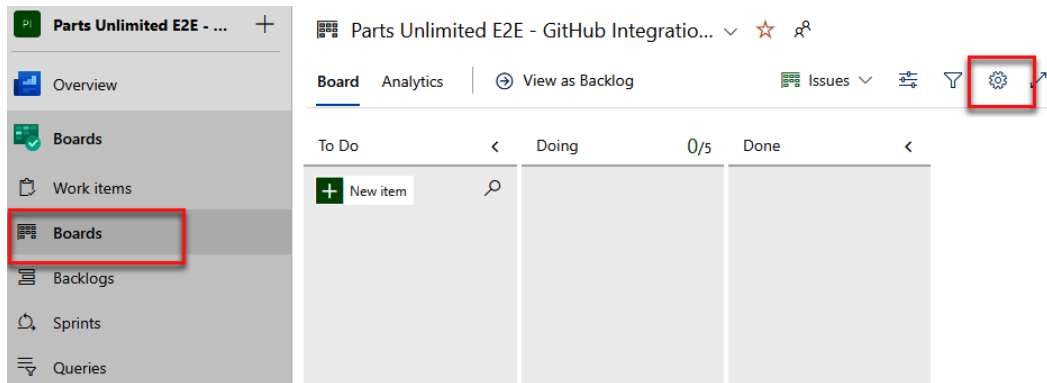 PI
Parts Unlimited E2E - ...
Overview
Boards
Work items
Boards
Backlogs
Sprints
Queries
Parts Unlimited E2E - GitHub Integratio...
Board Analytics View as Backlog Issues
To Do Doing 0/5 Done
New item